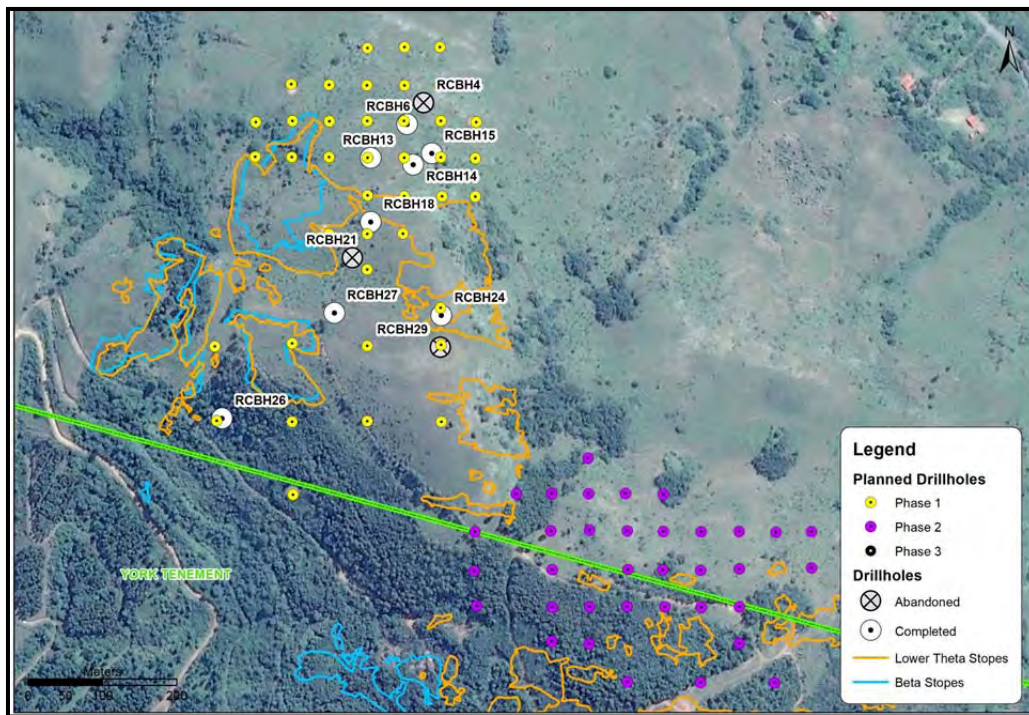 N
RCBH4
RCBH6
RCBH15
RCBH13
RCBH14
RCBH18
RCBH21
RCBH27
RCBH24
RCBH29
RCBH26
YORK TENEMENT
Meters
0 50 100 200
Legend
Planned Drillholes
Phase 1
Phase 2
Phase 3
Drillholes
Abandoned
Completed
Lower Theta Stopes
Beta Stopes